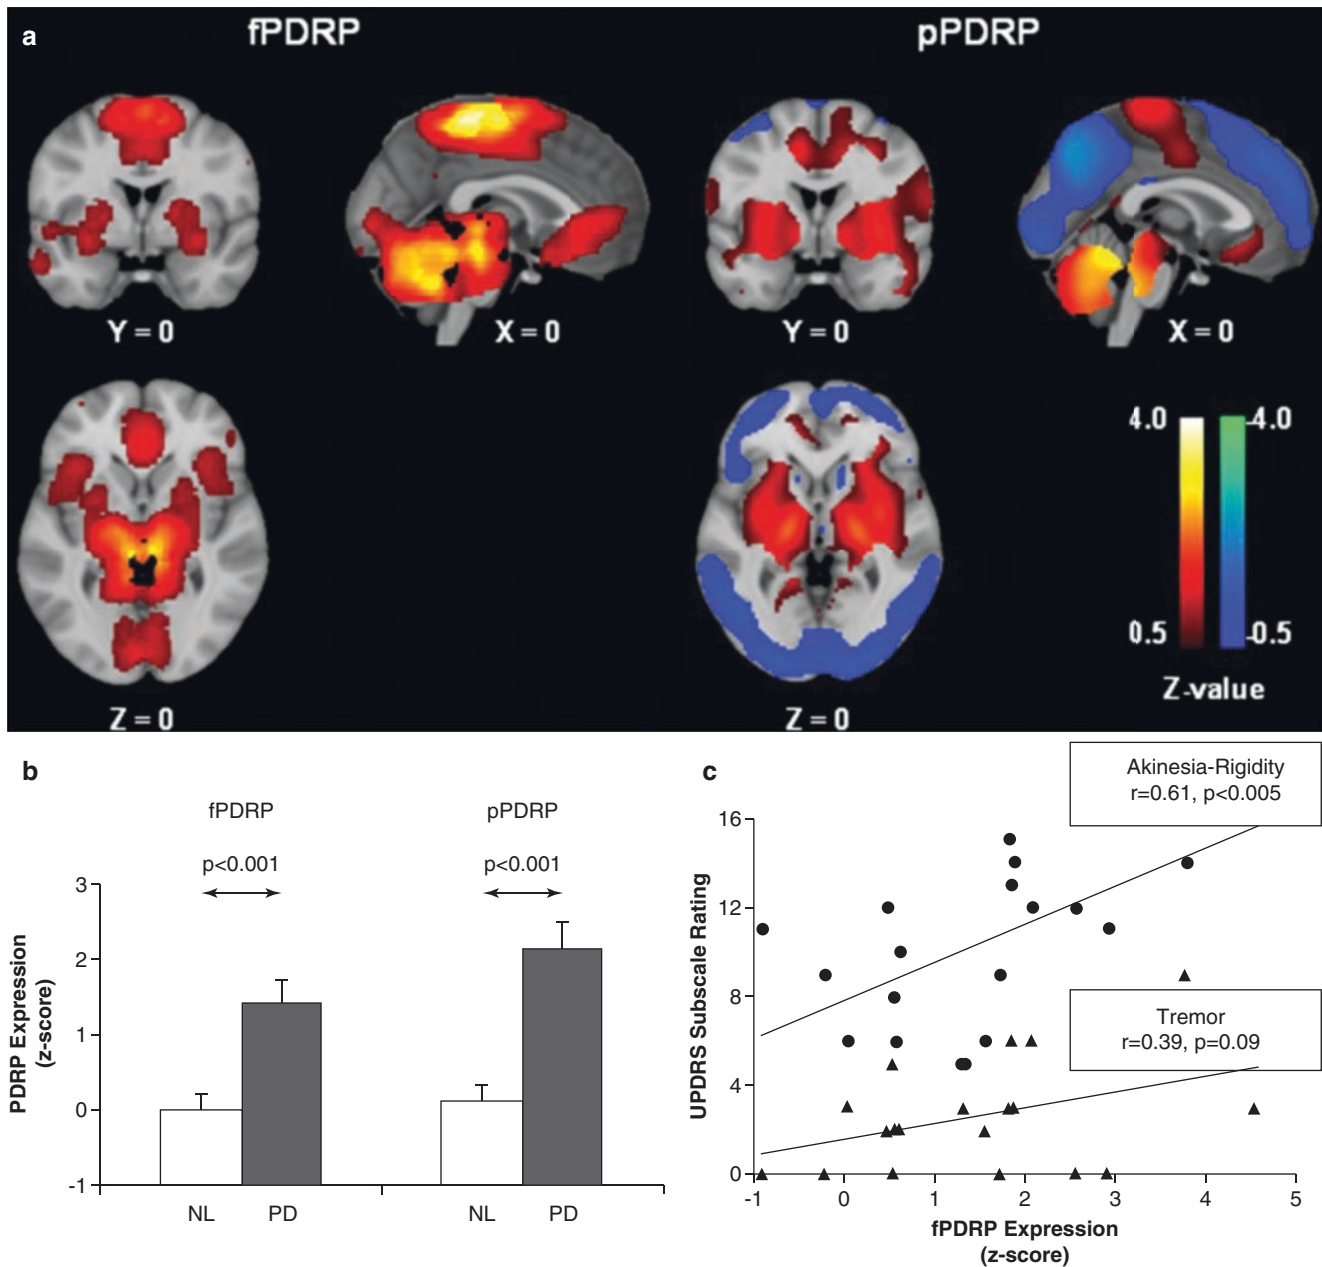 a
fPDRP
pPDRP
Y = 0
X = 0
Y = 0
X = 0
4.0
-4.0
0.5
-0.5
Z-value
Z = 0
Z = 0
b
fPDRP
pPDRP
p<0.001
p<0.001
3
2
1
0
-1
PDRP Expression
(z-score)
NL
PD
NL
PD
c
Akinesia-Rigidity
r=0.61, p<0.005
Tremor
r=0.39, p=0.09
16
12
8
4
0
UPDRS Subscale Rating
-1
0
1
2
3
4
5
fPDRP Expression
(z-score)